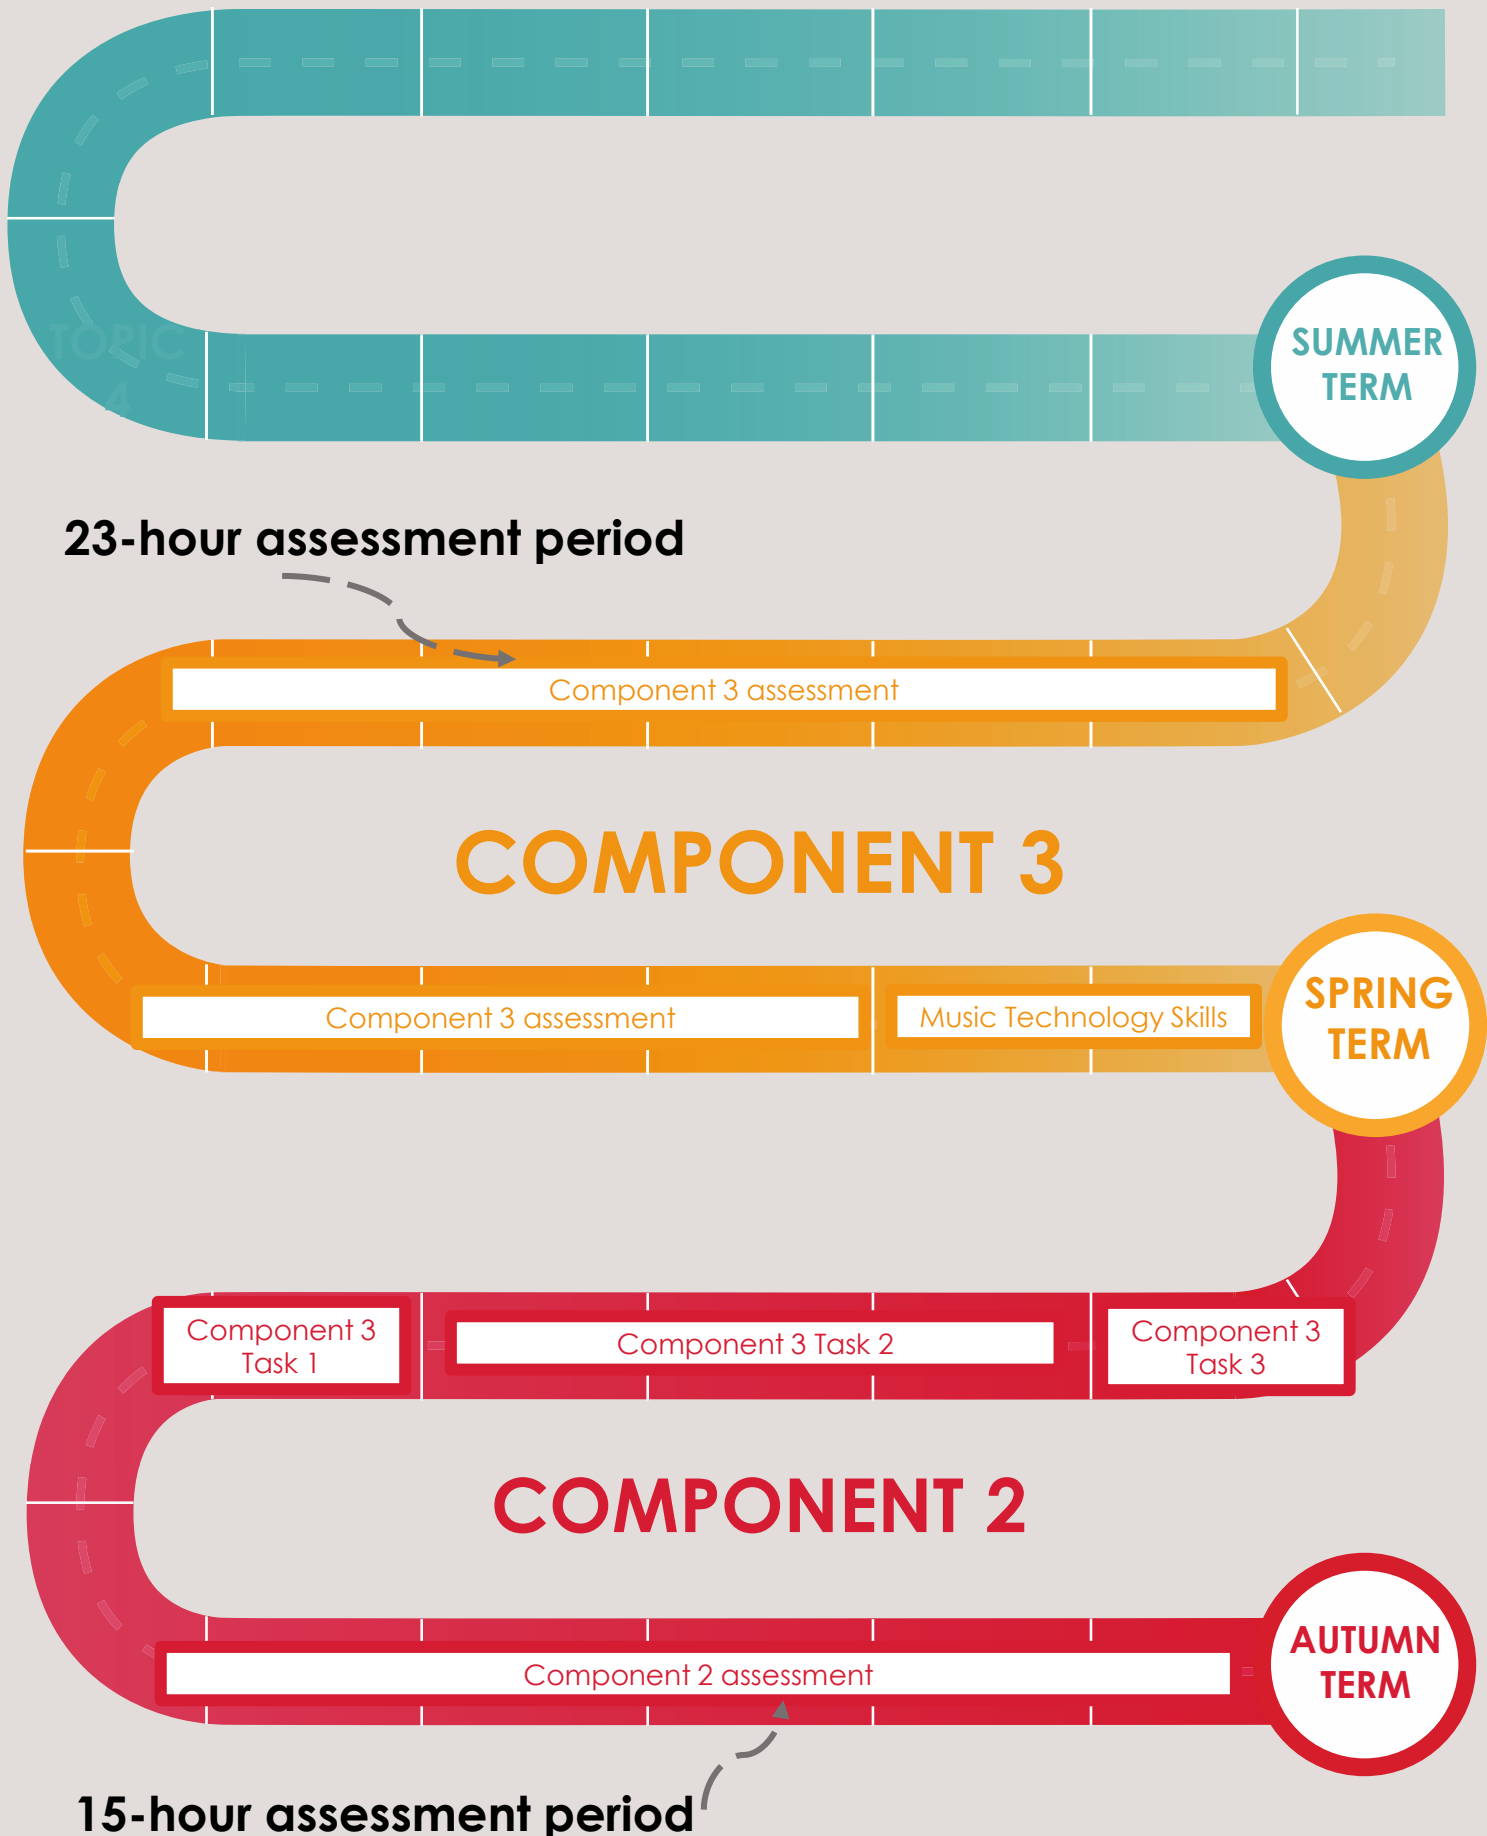 TOPIC
4
SUMMER
TERM
23-hour assessment period
Component 3 assessment
COMPONENT 3
Component 3 assessment
Music Technology Skills
SPRING
TERM
Component 3
Task 1
Component 3 Task 2
Component 3
Task 3
COMPONENT 2
AUTUMN
TERM
Component 2 assessment
15-hour assessment period